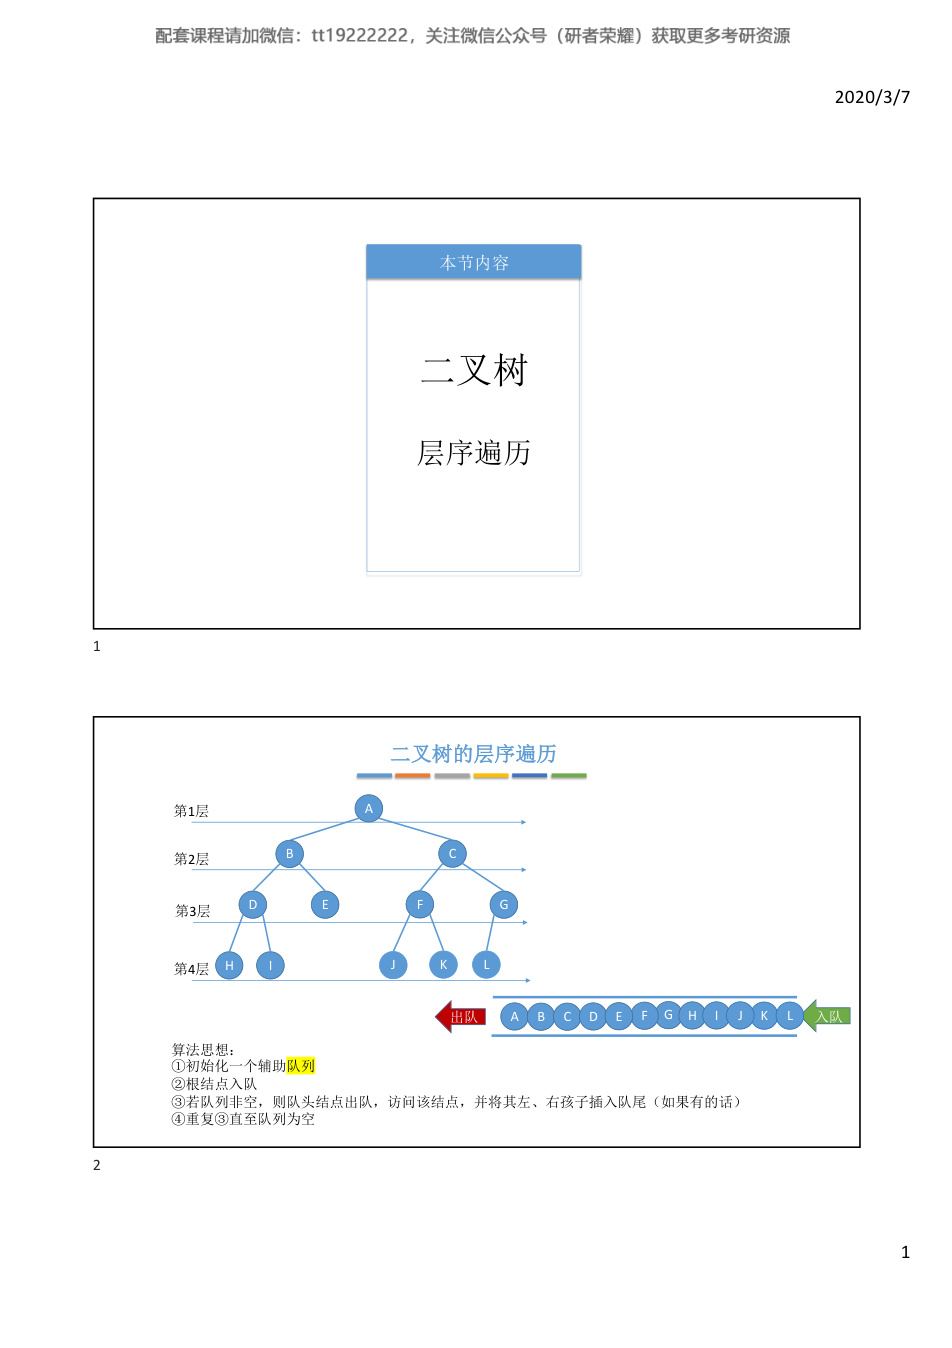 配套课程请加微信：tt19222222，关注微信公众号（研者荣耀）获取更多考研资源
2020/3/7
本节内容
二叉树
层序遍历
1
二叉树的层序遍历
第1层
A
第2层
B C
第3层
D E F G
第4层
H I J K L
出队 A B C D E F G H I J K L 入队
算法思想：
①初始化一个辅助队列
②根结点入队
③若队列非空，则队头结点出队，访问该结点，并将其左、右孩子插入队尾（如果有的话）
④重复③直至队列为空
2
1